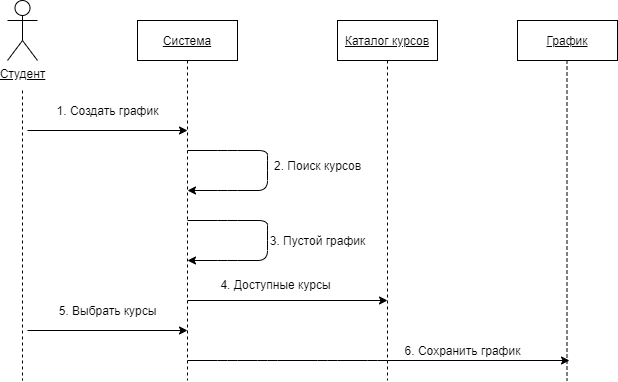 Студент
Система
Каталог курсов
График
1. Создать график
2. Поиск курсов
3. Пустой график
4. Доступные курсы
5. Выбрать курсы
6. Сохранить график